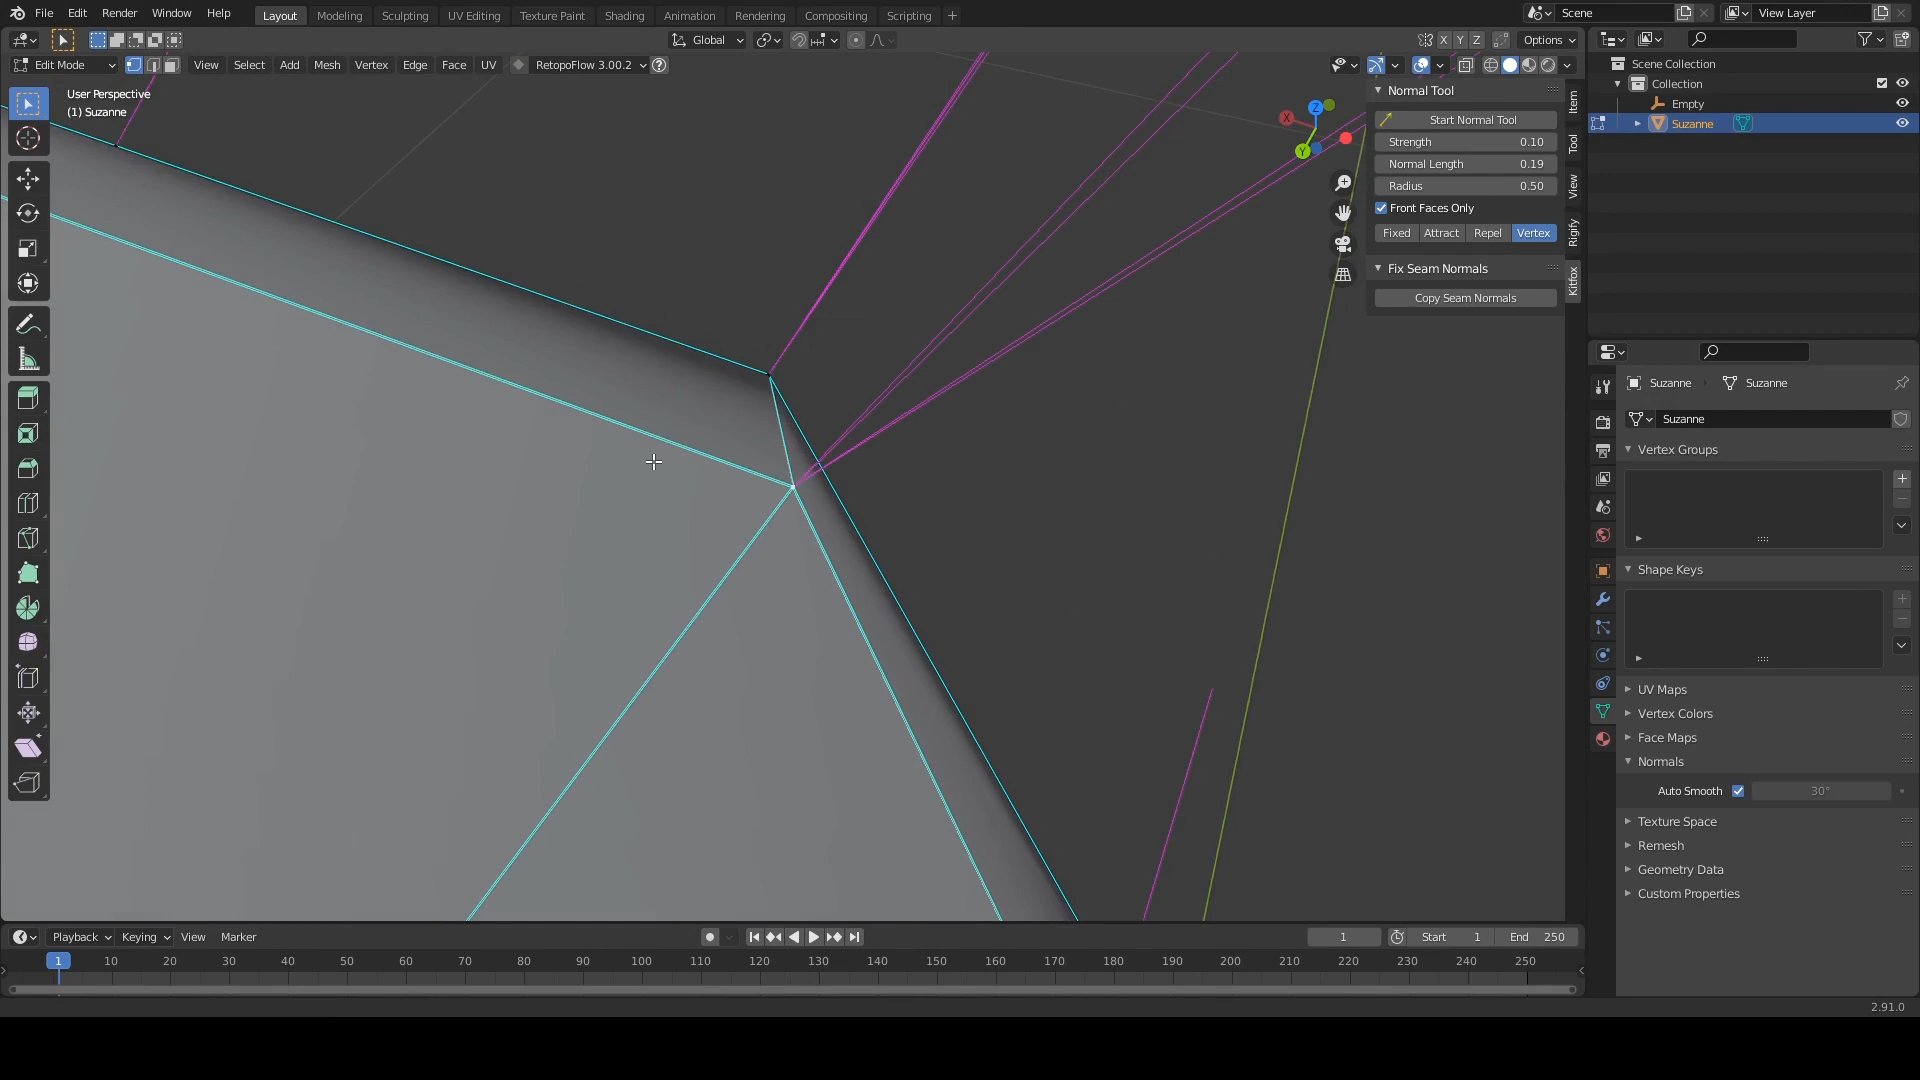 File Edit Render Window Help Layout Modeling Sculpting UV Editing Texture Paint Shading Animation Rendering Compositing Scripting + Scene View Layer
Global X Y Z Options
Edit Mode View Select Add Mesh Vertex Edge Face UV RetopoFlow 3.00.2
Scene Collection
Collection
Empty
Suzanne
User Perspective
(1) Suzanne
X Z Y
Normal Tool
Start Normal Tool
Strength 0.10
Normal Length 0.19
Radius 0.50
Front Faces Only
Fixed Attract Repel Vertex
Fix Seam Normals
Copy Seam Normals
Item
Tool
View
Rigify
Kitfox
Suzanne Suzanne
Suzanne
Vertex Groups
Shape Keys
UV Maps
Vertex Colors
Face Maps
Normals
Auto Smooth 30°
Texture Space
Remesh
Geometry Data
Custom Properties
Playback Keying View Marker 1 Start 1 End 250
1 10 20 30 40 50 60 70 80 90 100 110 120 130 140 150 160 170 180 190 200 210 220 230 240 250
2.91.0